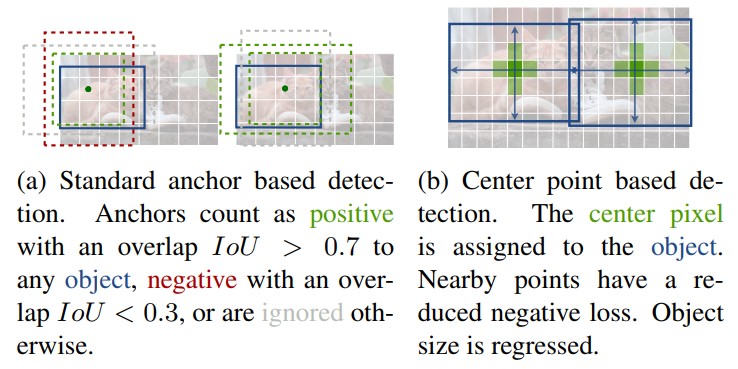 (a) Standard anchor based detec-
tion. Anchors count as positive
with an overlap IoU > 0.7 to
any object, negative with an over-
lap IoU < 0.3, or are ignored oth-
erwise.
(b) Center point based de-
tection. The center pixel
is assigned to the object.
Nearby points have a re-
duced negative loss. Object
size is regressed.